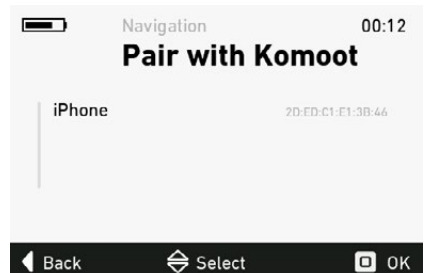 Navigation 00:12
Pair with Komoot
iPhone 2D:ED:C1:E1:3B:46
Back Select OK